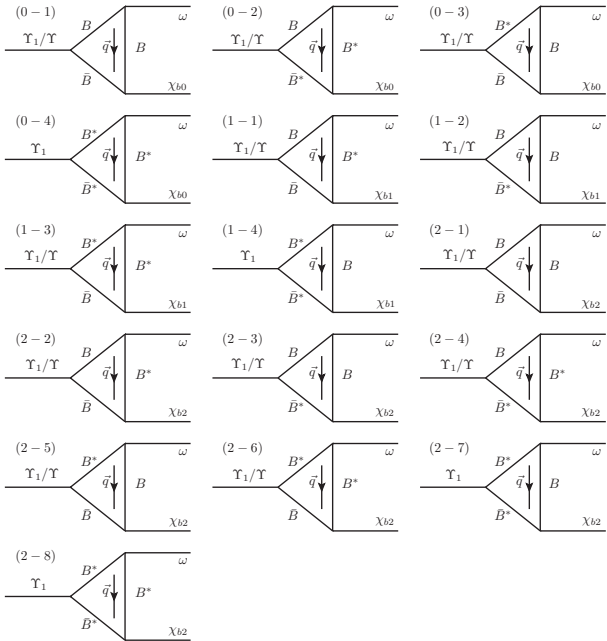 (0 − 1) B ω
Υ₁/Υ q⃗ B
B̄ χb0
(0 − 2) B ω
Υ₁/Υ q⃗ B*
B̄* χb0
(0 − 3) B* ω
Υ₁/Υ q⃗ B
B̄* χb0
(0 − 4) B* ω
Υ₁ q⃗ B*
B̄* χb0
(1 − 1) B ω
Υ₁/Υ q⃗ B*
B̄ χb1
(1 − 2) B ω
Υ₁/Υ q⃗ B*
B̄* χb1
(1 − 3) B* ω
Υ₁/Υ q⃗ B*
B̄ χb1
(1 − 4) B* ω
Υ₁ q⃗ B
B̄* χb1
(2 − 1) B ω
Υ₁/Υ q⃗ B
B̄ χb2
(2 − 2) B ω
Υ₁/Υ q⃗ B*
B̄ χb2
(2 − 3) B ω
Υ₁/Υ q⃗ B
B̄* χb2
(2 − 4) B ω
Υ₁/Υ q⃗ B*
B̄* χb2
(2 − 5) B* ω
Υ₁/Υ q⃗ B
B̄ χb2
(2 − 6) B* ω
Υ₁/Υ q⃗ B*
B̄ χb2
(2 − 7) B* ω
Υ₁ q⃗ B
B̄* χb2
(2 − 8) B* ω
Υ₁ q⃗ B*
B̄* χb2